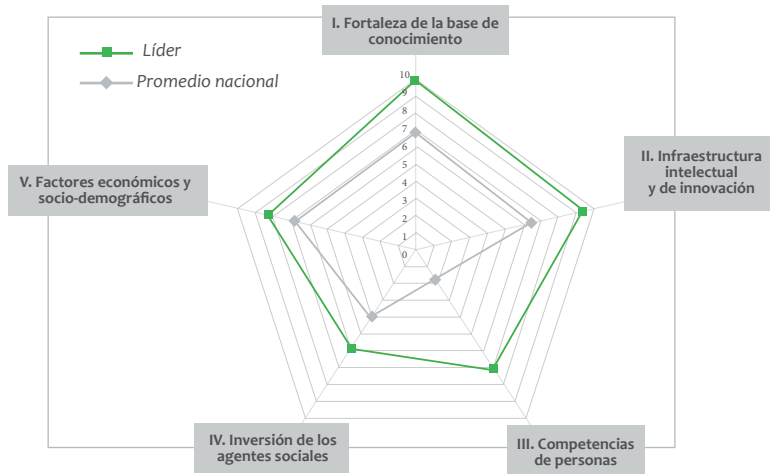 I. Fortaleza de la base de
conocimiento
Líder
Promedio nacional
10
9
8
7
6
5
4
3
2
1
0
II. Infraestructura
intelectual
y de innovación
V. Factores económicos y
socio-demográficos
IV. Inversión de los
agentes sociales
III. Competencias
de personas